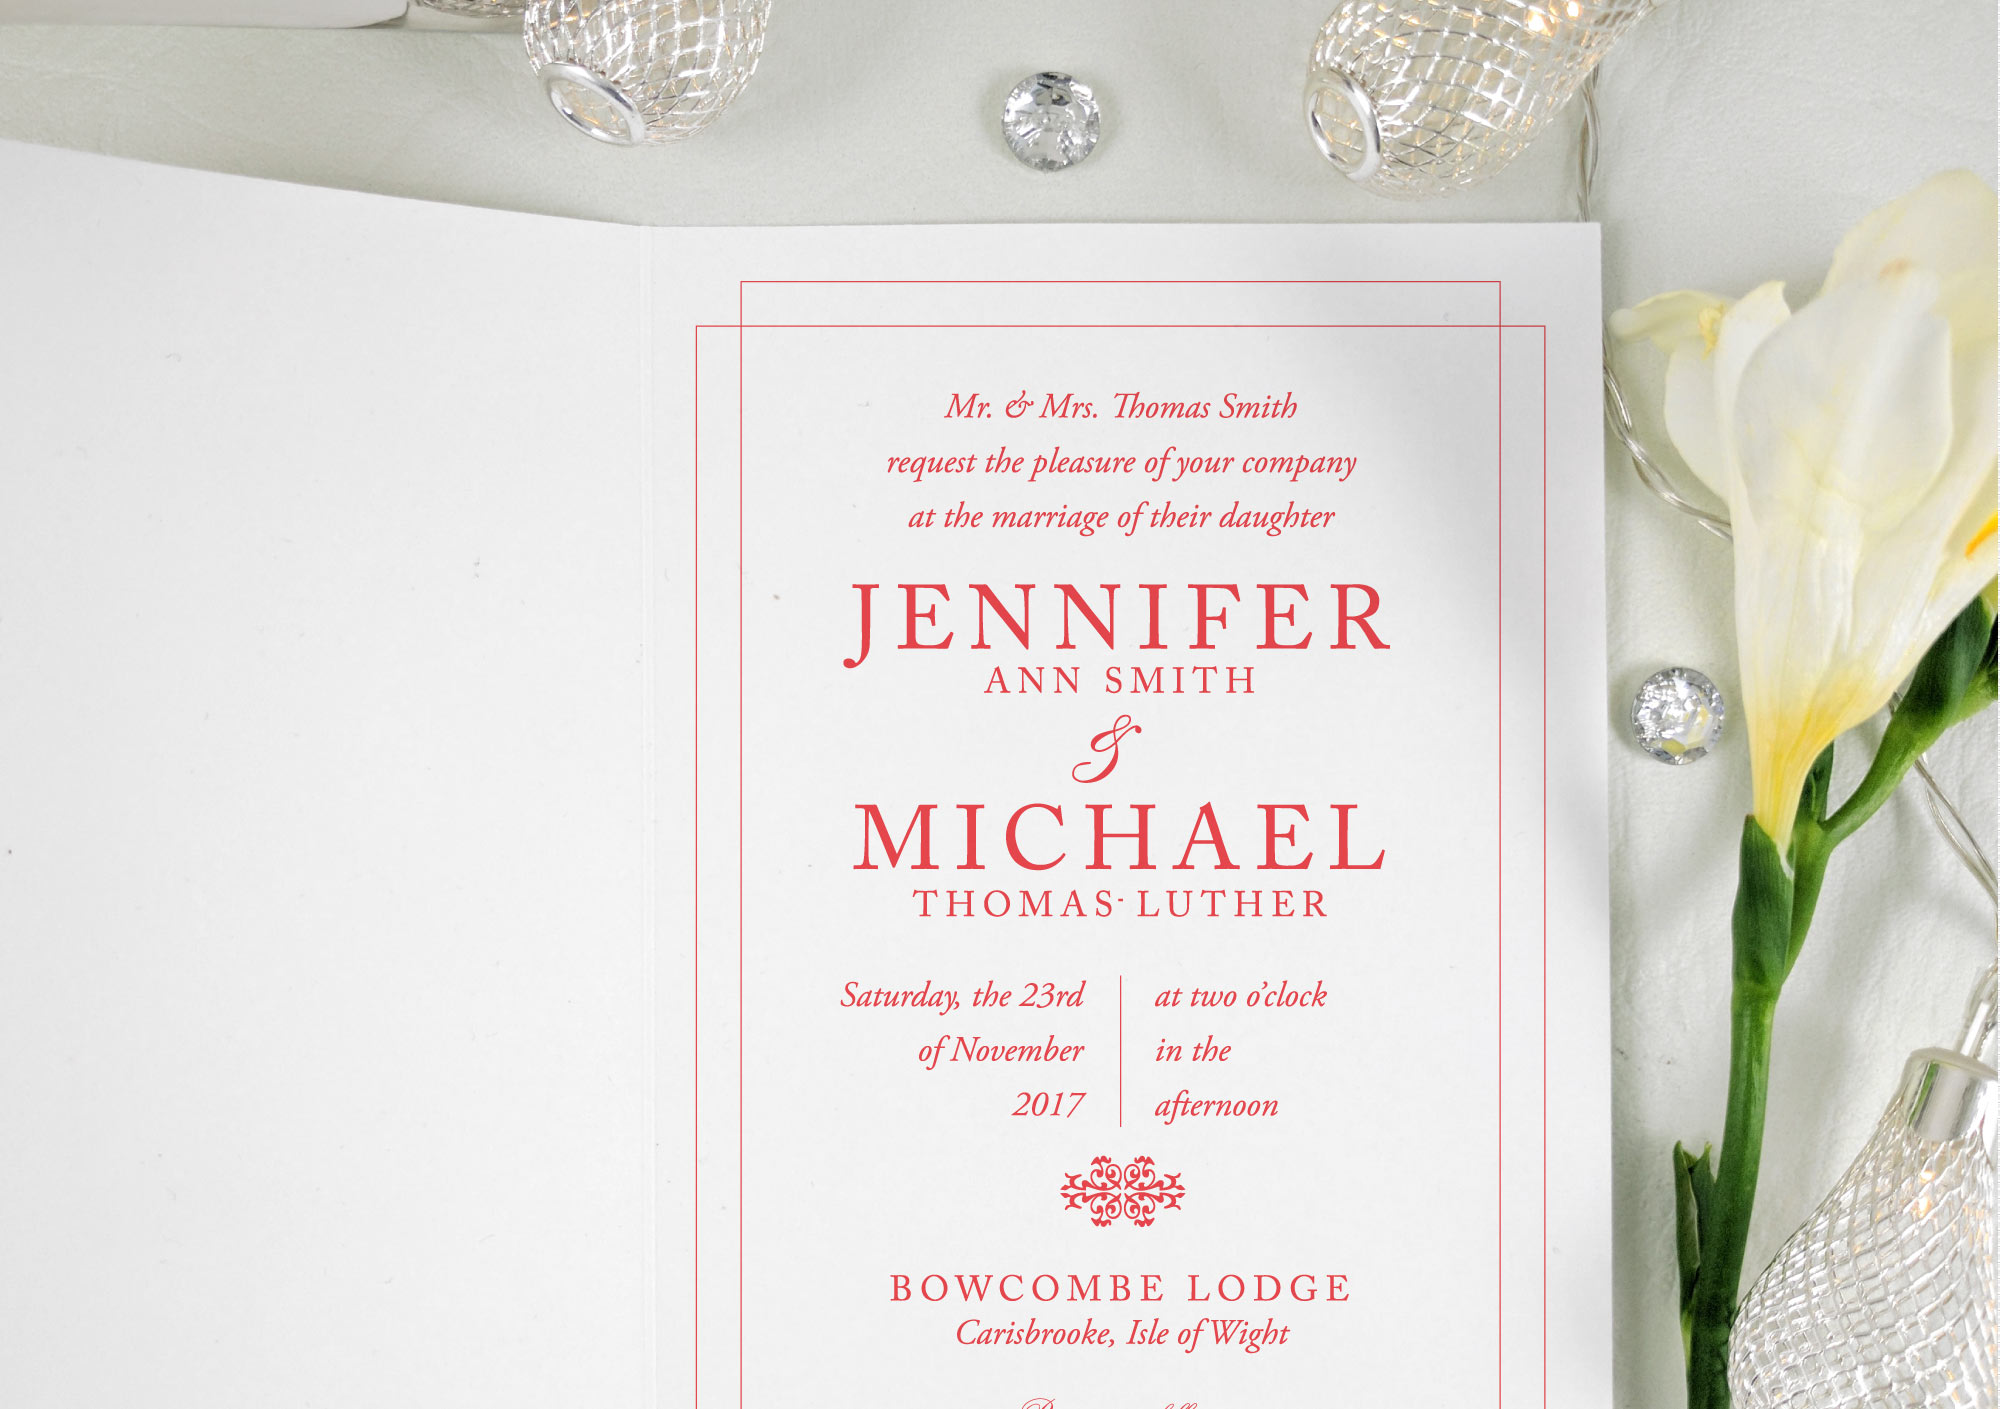 Mr. & Mrs. Thomas Smith
request the pleasure of your company
at the marriage of their daughter
JENNIFER
ANN SMITH
&
MICHAEL
THOMAS-LUTHER
Saturday, the 23rd
of November
2017
at two o’clock
in the
afternoon
BOWCOMBE LODGE
Carisbrooke, Isle of Wight